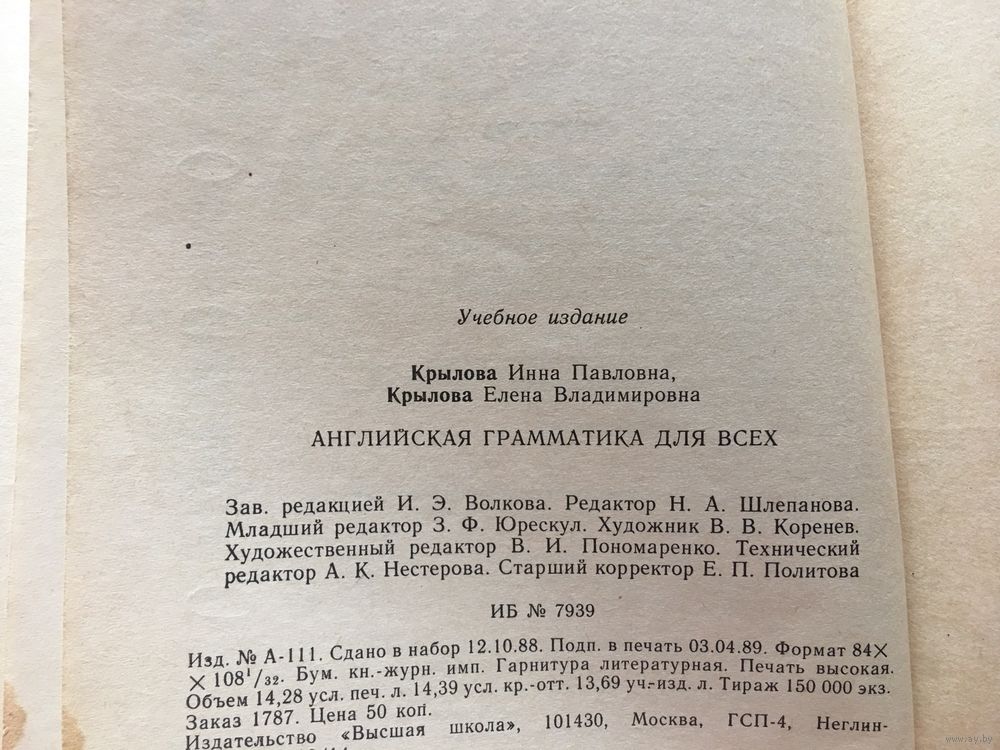 Учебное издание
Крылова Инна Павловна,
Крылова Елена Владимировна
АНГЛИЙСКАЯ ГРАММАТИКА ДЛЯ ВСЕХ
Зав. редакцией И. Э. Волкова. Редактор Н. А. Шлепанова.
Младший редактор З. Ф. Юрескул. Художник В. В. Коренев.
Художественный редактор В. И. Пономаренко. Технический
редактор А. К. Нестерова. Старший корректор Е. П. Политова
ИБ № 7939
Изд. № А-111. Сдано в набор 12.10.88. Подп. в печать 03.04.89. Формат 84×
× 108¹/₃₂. Бум. кн.-журн. имп. Гарнитура литературная. Печать высокая.
Объем 14,28 усл. печ. л. 14,39 усл. кр.-отт. 13,69 уч-изд. л. Тираж 150 000 экз.
Заказ 1787. Цена 50 коп.
Издательство «Высшая школа», 101430, Москва, ГСП-4, Неглин-
www.ay.by